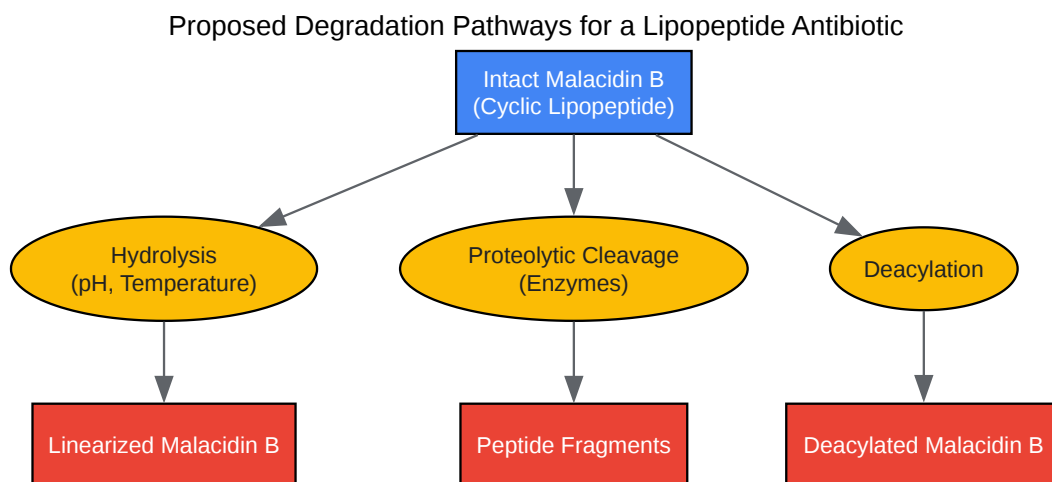 Proposed Degradation Pathways for a Lipopeptide Antibiotic
Intact Malacidin B
(Cyclic Lipopeptide)
Hydrolysis
(pH, Temperature)
Proteolytic Cleavage
(Enzymes)
Deacylation
Linearized Malacidin B
Peptide Fragments
Deacylated Malacidin B